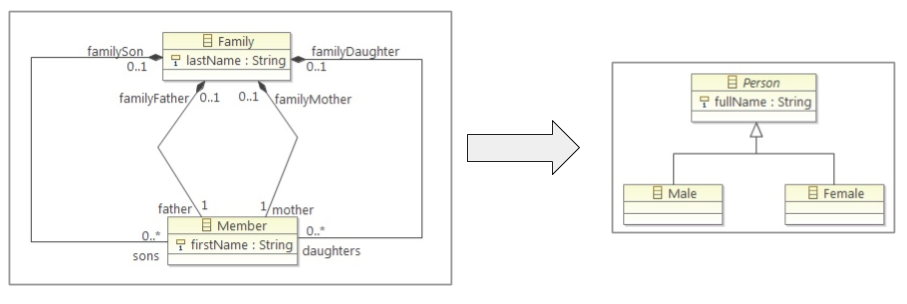 familySon
Family
familyDaughter
lastName : String
0..1
0..1
familyFather
0..1
0..1
familyMother
father
1
1
mother
Member
0..*
firstName : String
0..*
sons
daughters
Person
fullName : String
Male
Female